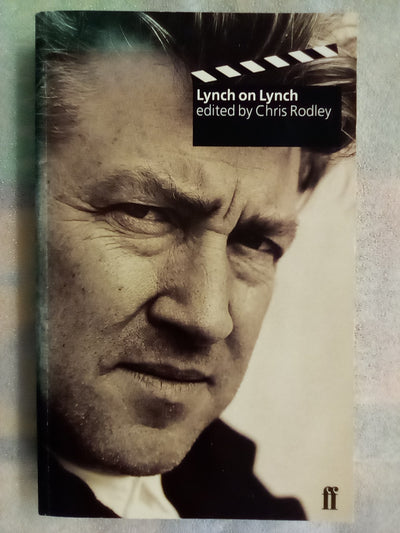 Lynch on Lynch
edited by Chris Rodley
ff